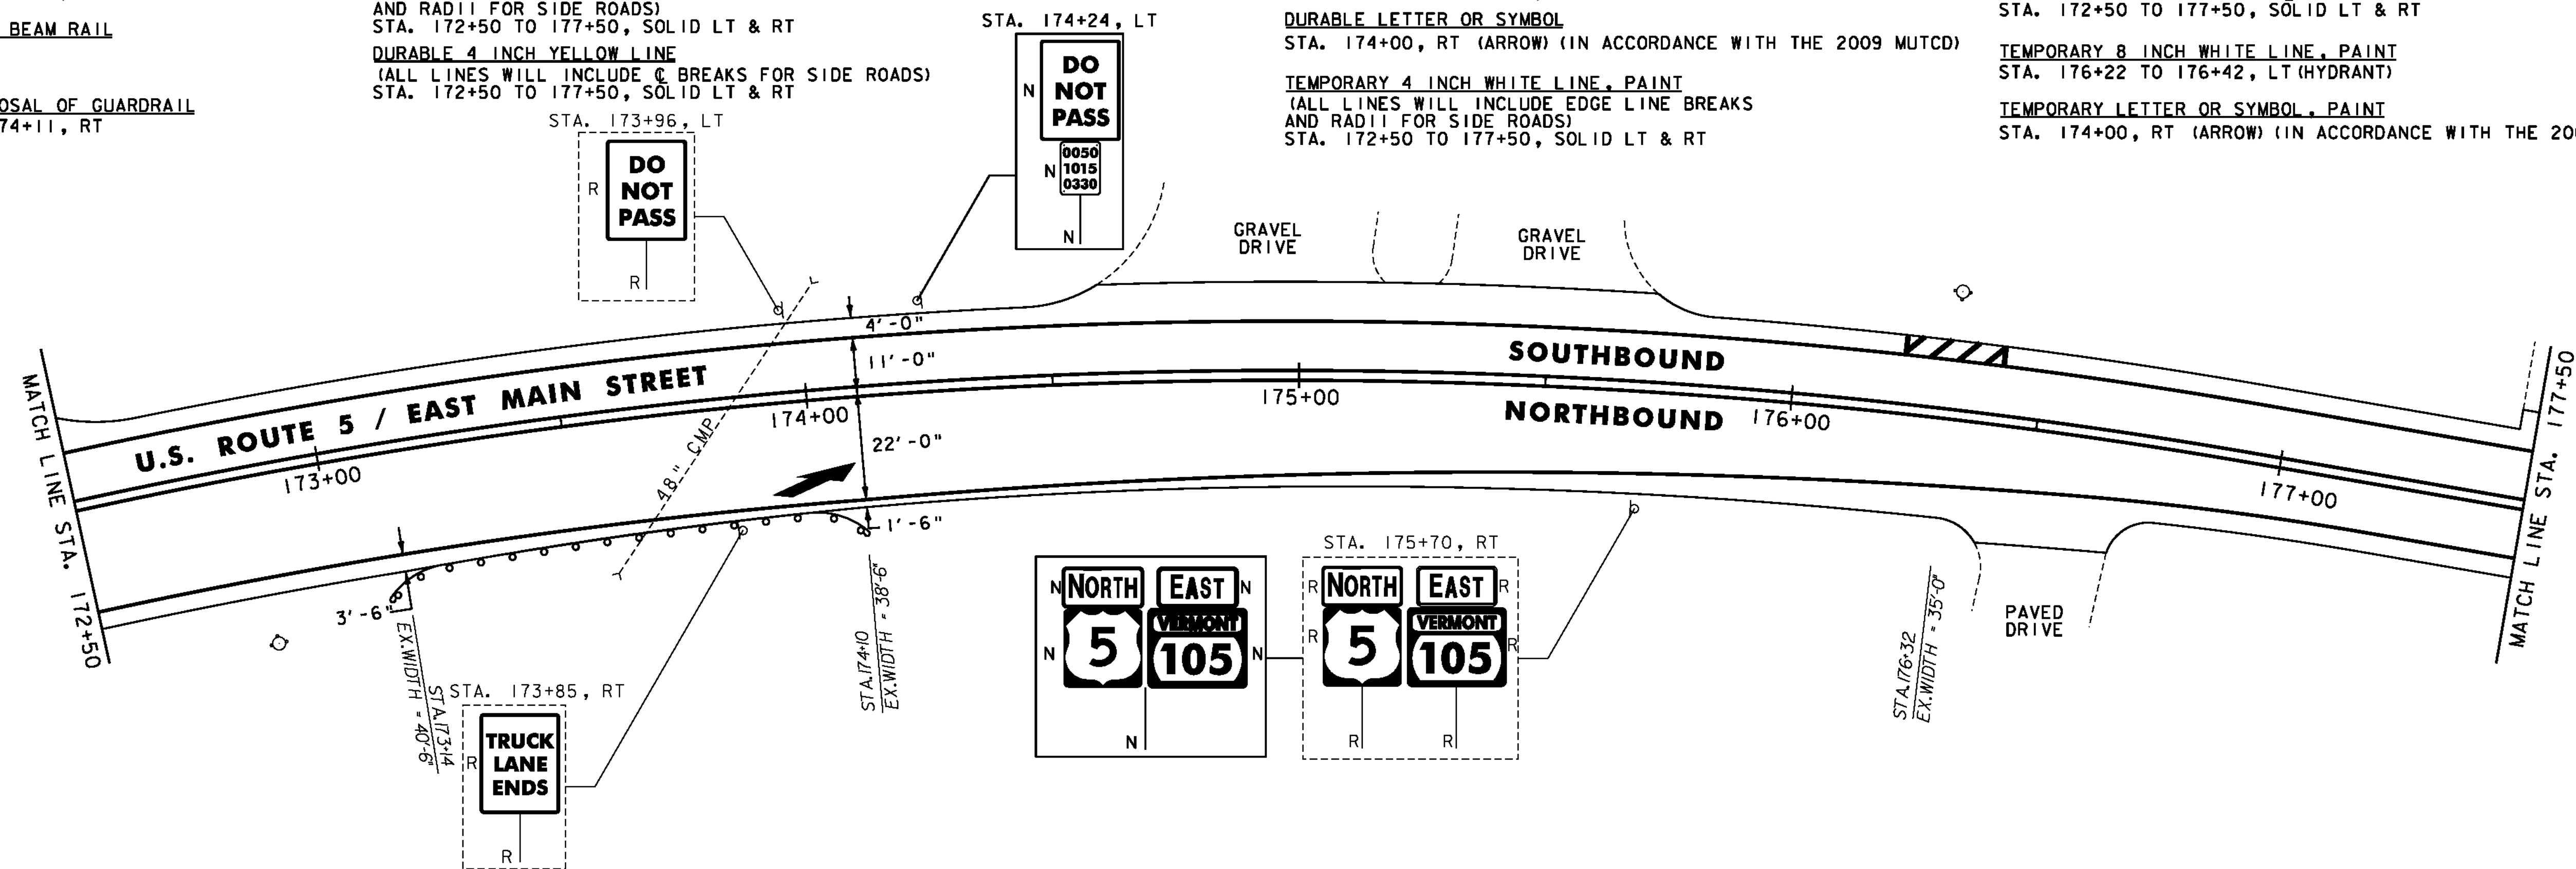 BEAM RAIL
OSAL OF GUARDRAIL
74+11, RT
AND RADII FOR SIDE ROADS)
STA. 172+50 TO 177+50, SOLID LT & RT
DURABLE 4 INCH YELLOW LINE
(ALL LINES WILL INCLUDE ℄ BREAKS FOR SIDE ROADS)
STA. 172+50 TO 177+50, SOLID LT & RT
DURABLE LETTER OR SYMBOL
STA. 174+00, RT (ARROW) (IN ACCORDANCE WITH THE 2009 MUTCD)
TEMPORARY 4 INCH WHITE LINE, PAINT
(ALL LINES WILL INCLUDE EDGE LINE BREAKS
AND RADII FOR SIDE ROADS)
STA. 172+50 TO 177+50, SOLID LT & RT
STA. 172+50 TO 177+50, SOLID LT & RT
TEMPORARY 8 INCH WHITE LINE, PAINT
STA. 176+22 TO 176+42, LT (HYDRANT)
TEMPORARY LETTER OR SYMBOL, PAINT
STA. 174+00, RT (ARROW) (IN ACCORDANCE WITH THE 20
STA. 173+96, LT
R
DO
NOT
PASS
R
STA. 174+24, LT
N
DO
NOT
PASS
N
0050
1015
0330
N
GRAVEL
DRIVE
GRAVEL
DRIVE
4'-0"
11'-0"
22'-0"
1'-6"
3'-6"
MATCH LINE STA. 172+50
U.S. ROUTE 5 / EAST MAIN STREET
SOUTHBOUND
NORTHBOUND
173+00
174+00
175+00
176+00
177+00
48" CMP
MATCH LINE STA. 177+50
STA.173+14
EX.WIDTH = 40'-6"
STA.174+10
EX.WIDTH = 38'-6"
STA.176+32
EX.WIDTH = 35'-0"
PAVED
DRIVE
STA. 173+85, RT
R
TRUCK
LANE
ENDS
R
N NORTH EAST N
N 5 VERMONT 105 N
N
STA. 175+70, RT
R NORTH EAST R
R 5 VERMONT 105 R
R R